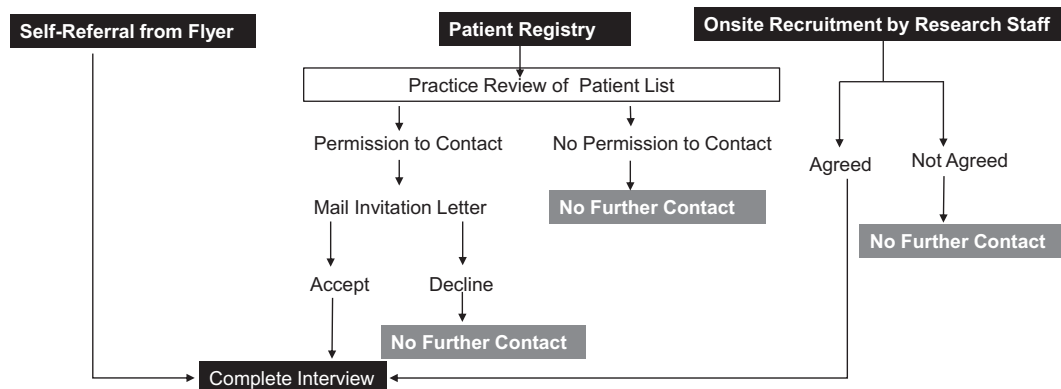 Self-Referral from Flyer
Patient Registry
Onsite Recruitment by Research Staff
Practice Review of Patient List
Permission to Contact
No Permission to Contact
Agreed
Not Agreed
Mail Invitation Letter
No Further Contact
No Further Contact
Accept
Decline
No Further Contact
Complete Interview